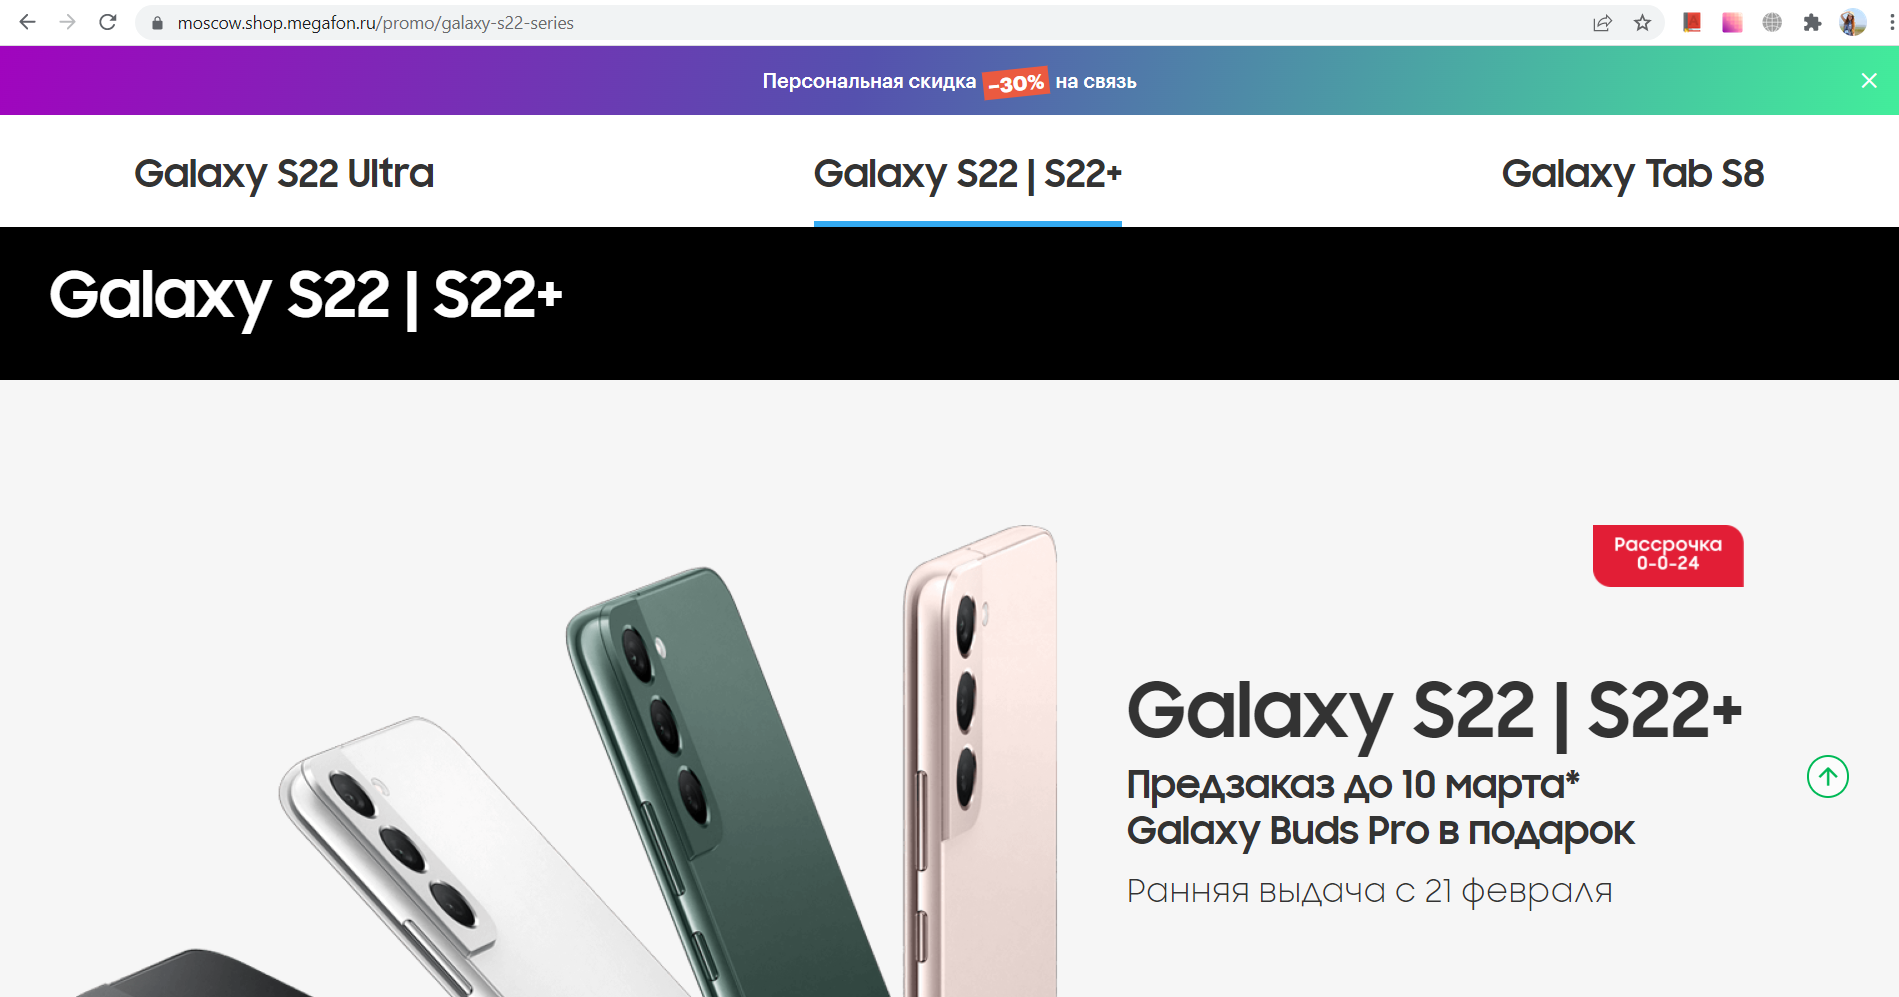 moscow.shop.megafon.ru/promo/galaxy-s22-series
Персональная скидка –30% на связь
Galaxy S22 Ultra
Galaxy S22 | S22+
Galaxy Tab S8
Galaxy S22 | S22+
Рассрочка
0-0-24
Galaxy S22 | S22+
Предзаказ до 10 марта*
Galaxy Buds Pro в подарок
Ранняя выдача с 21 февраля